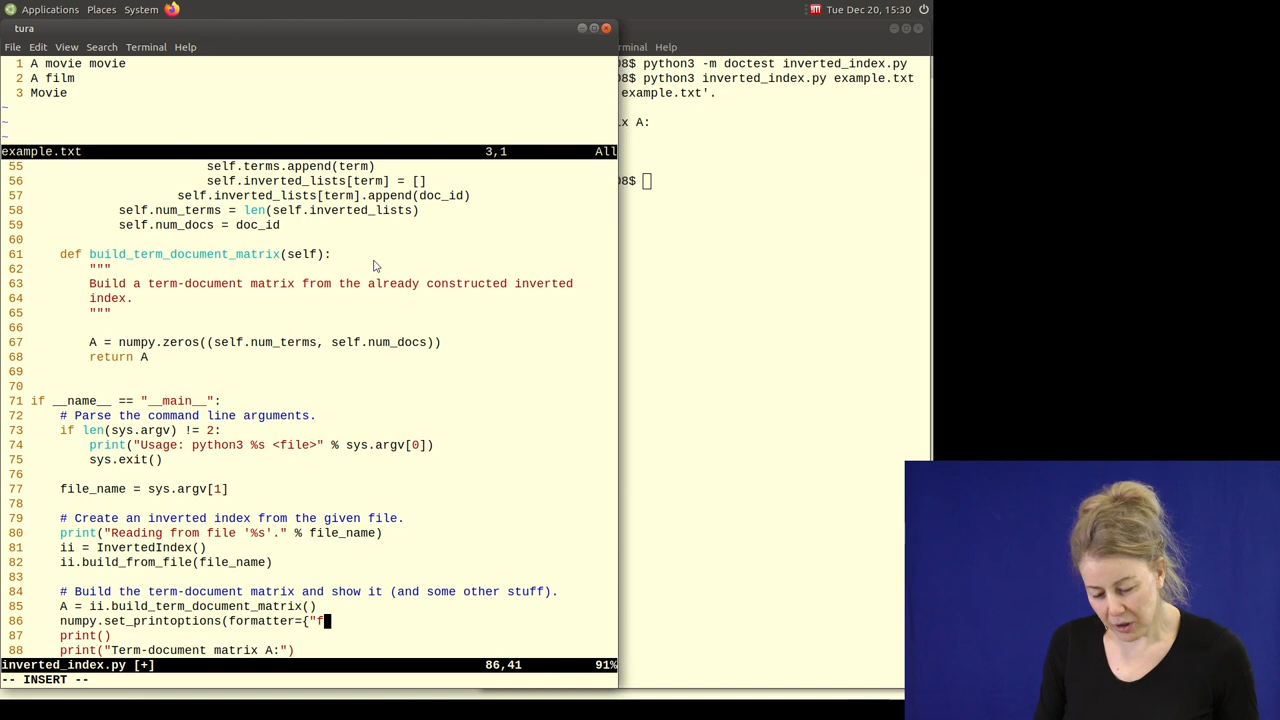 Applications Places System
Tue Dec 20, 15:30
tura
File Edit View Search Terminal Help
1 A movie movie
2 A film
3 Movie
~
~
~
example.txt 3,1 All
55 self.terms.append(term)
56 self.inverted_lists[term] = []
57 self.inverted_lists[term].append(doc_id)
58 self.num_terms = len(self.inverted_lists)
59 self.num_docs = doc_id
60
61 def build_term_document_matrix(self):
62 """
63 Build a term-document matrix from the already constructed inverted
64 index.
65 """
66
67 A = numpy.zeros((self.num_terms, self.num_docs))
68 return A
69
70
71 if __name__ == "__main__":
72 # Parse the command line arguments.
73 if len(sys.argv) != 2:
74 print("Usage: python3 %s <file>" % sys.argv[0])
75 sys.exit()
76
77 file_name = sys.argv[1]
78
79 # Create an inverted index from the given file.
80 print("Reading from file '%s'." % file_name)
81 ii = InvertedIndex()
82 ii.build_from_file(file_name)
83
84 # Build the term-document matrix and show it (and some other stuff).
85 A = ii.build_term_document_matrix()
86 numpy.set_printoptions(formatter={"f
87 print()
88 print("Term-document matrix A:")
inverted_index.py [+] 86,41 91%
-- INSERT --
rminal Help
08$ python3 -m doctest inverted_index.py
08$ python3 inverted_index.py example.txt
example.txt'.
ix A:
08$